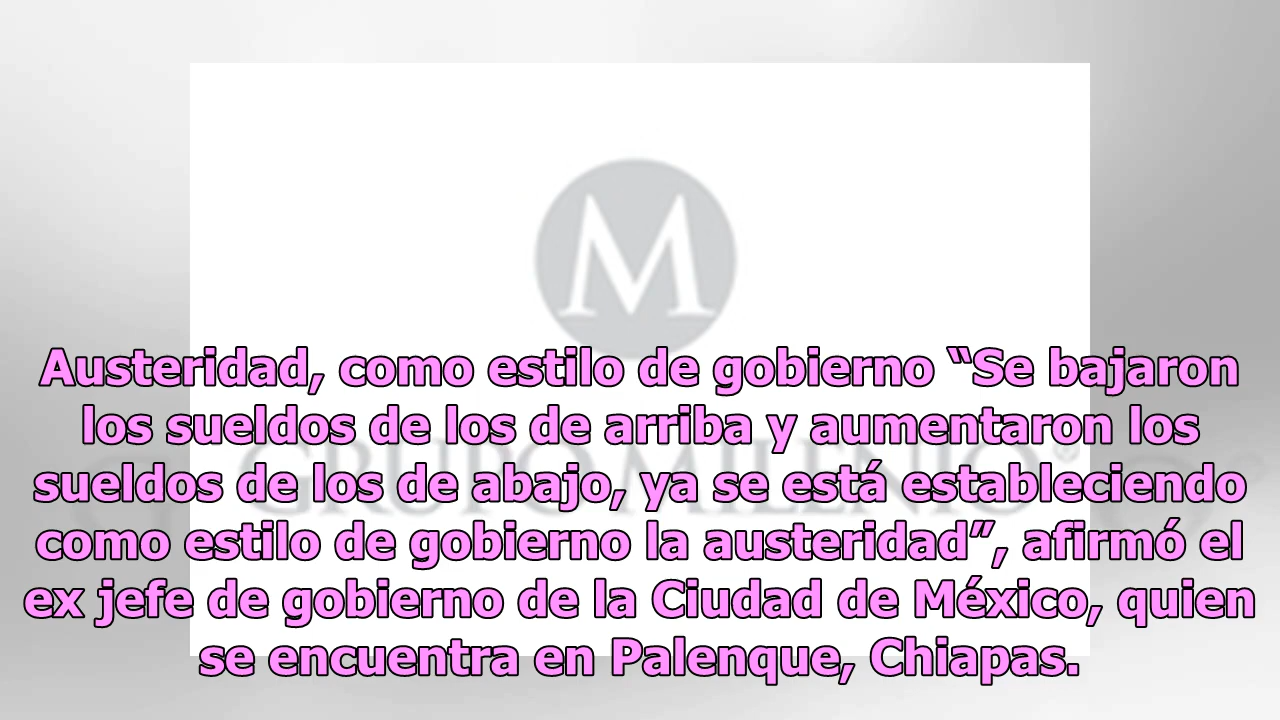 M
Austeridad, como estilo de gobierno “Se bajaron
los sueldos de los de arriba y aumentaron los
sueldos de los de abajo, ya se está estableciendo
como estilo de gobierno la austeridad”, afirmó el
ex jefe de gobierno de la Ciudad de México, quien
se encuentra en Palenque, Chiapas.
GRUPO MILENIO®